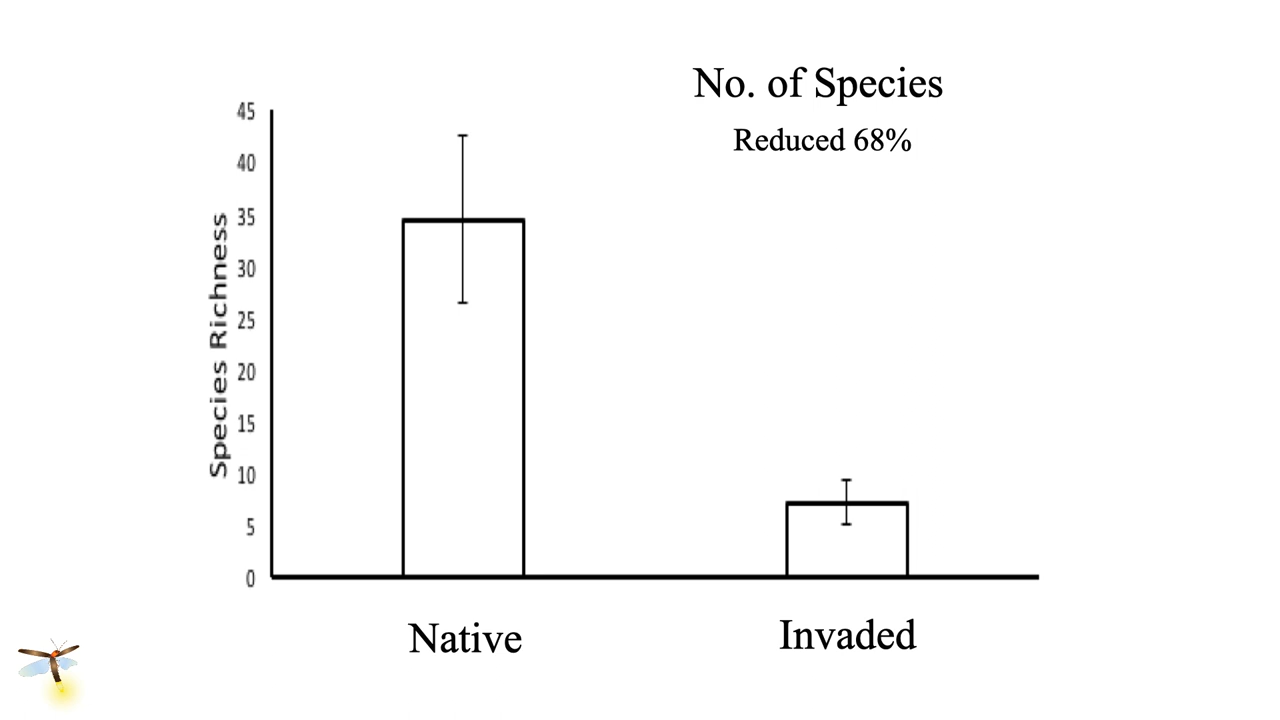 No. of Species
Reduced 68%
Species Richness
45
40
35
30
25
20
15
10
5
0
Native
Invaded